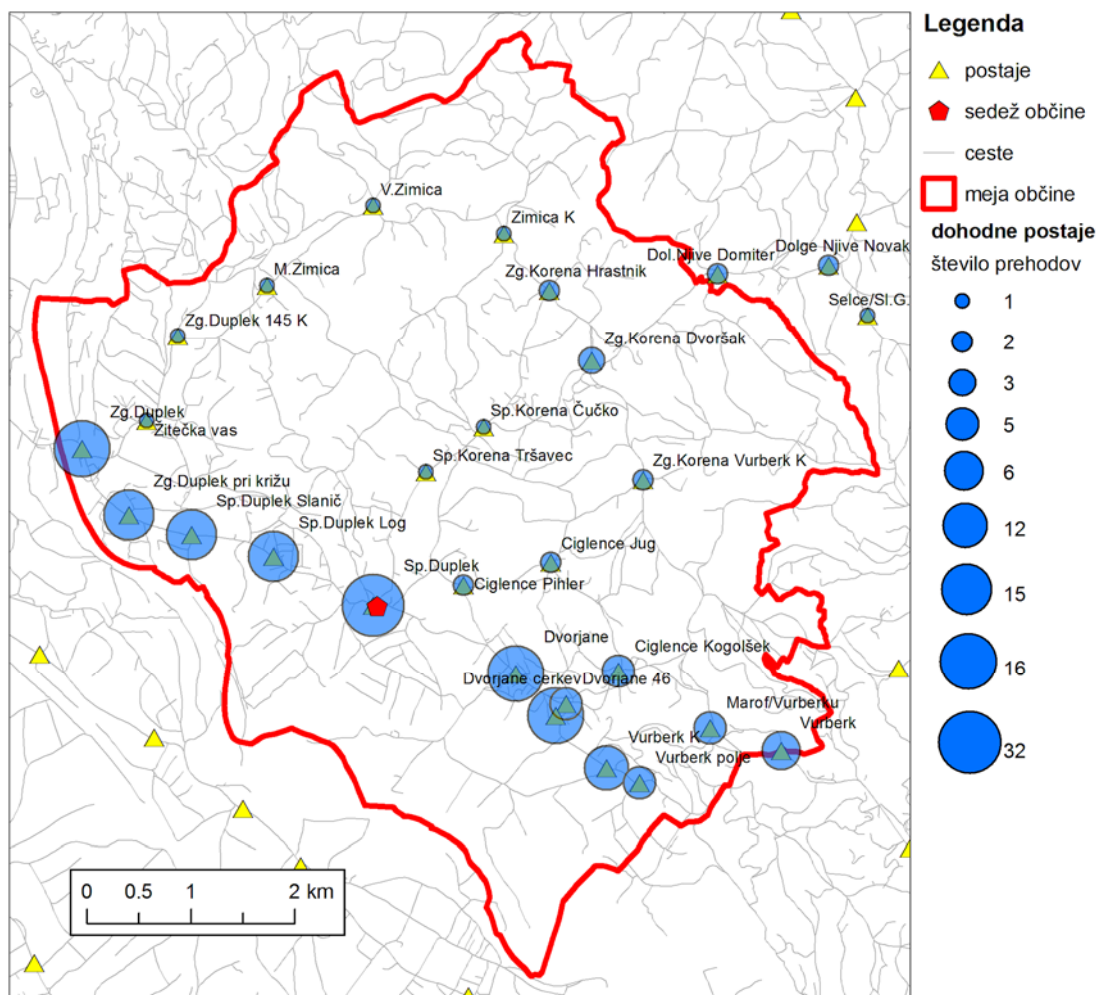 Legenda
postaje
sedež občine
ceste
meja občine
dohodne postaje
število prehodov
1
2
3
5
6
12
15
16
32
V.Zimica
Zimica K
Dolge Njive Novak
Dol.Njive Domiter
M.Zimica
Zg.Korena Hrastnik
Selce/Sl.G.
Zg.Duplek 145 K
Zg.Korena Dvoršak
Zg.Duplek
Sp.Korena Čučko
Žitečka vas
Sp.Korena Tršavec
Zg.Korena Vurberk K
Zg.Duplek pri križu
Sp.Duplek Slanič
Sp.Duplek Log
Ciglence Jug
Sp.Duplek
Ciglence Pihler
Dvorjane
Ciglence Kogolšek
Dvorjane cerkev
Dvorjane 46
Marof/Vurberku
Vurberk
Vurberk K
Vurberk polje
0 0.5 1 2 km